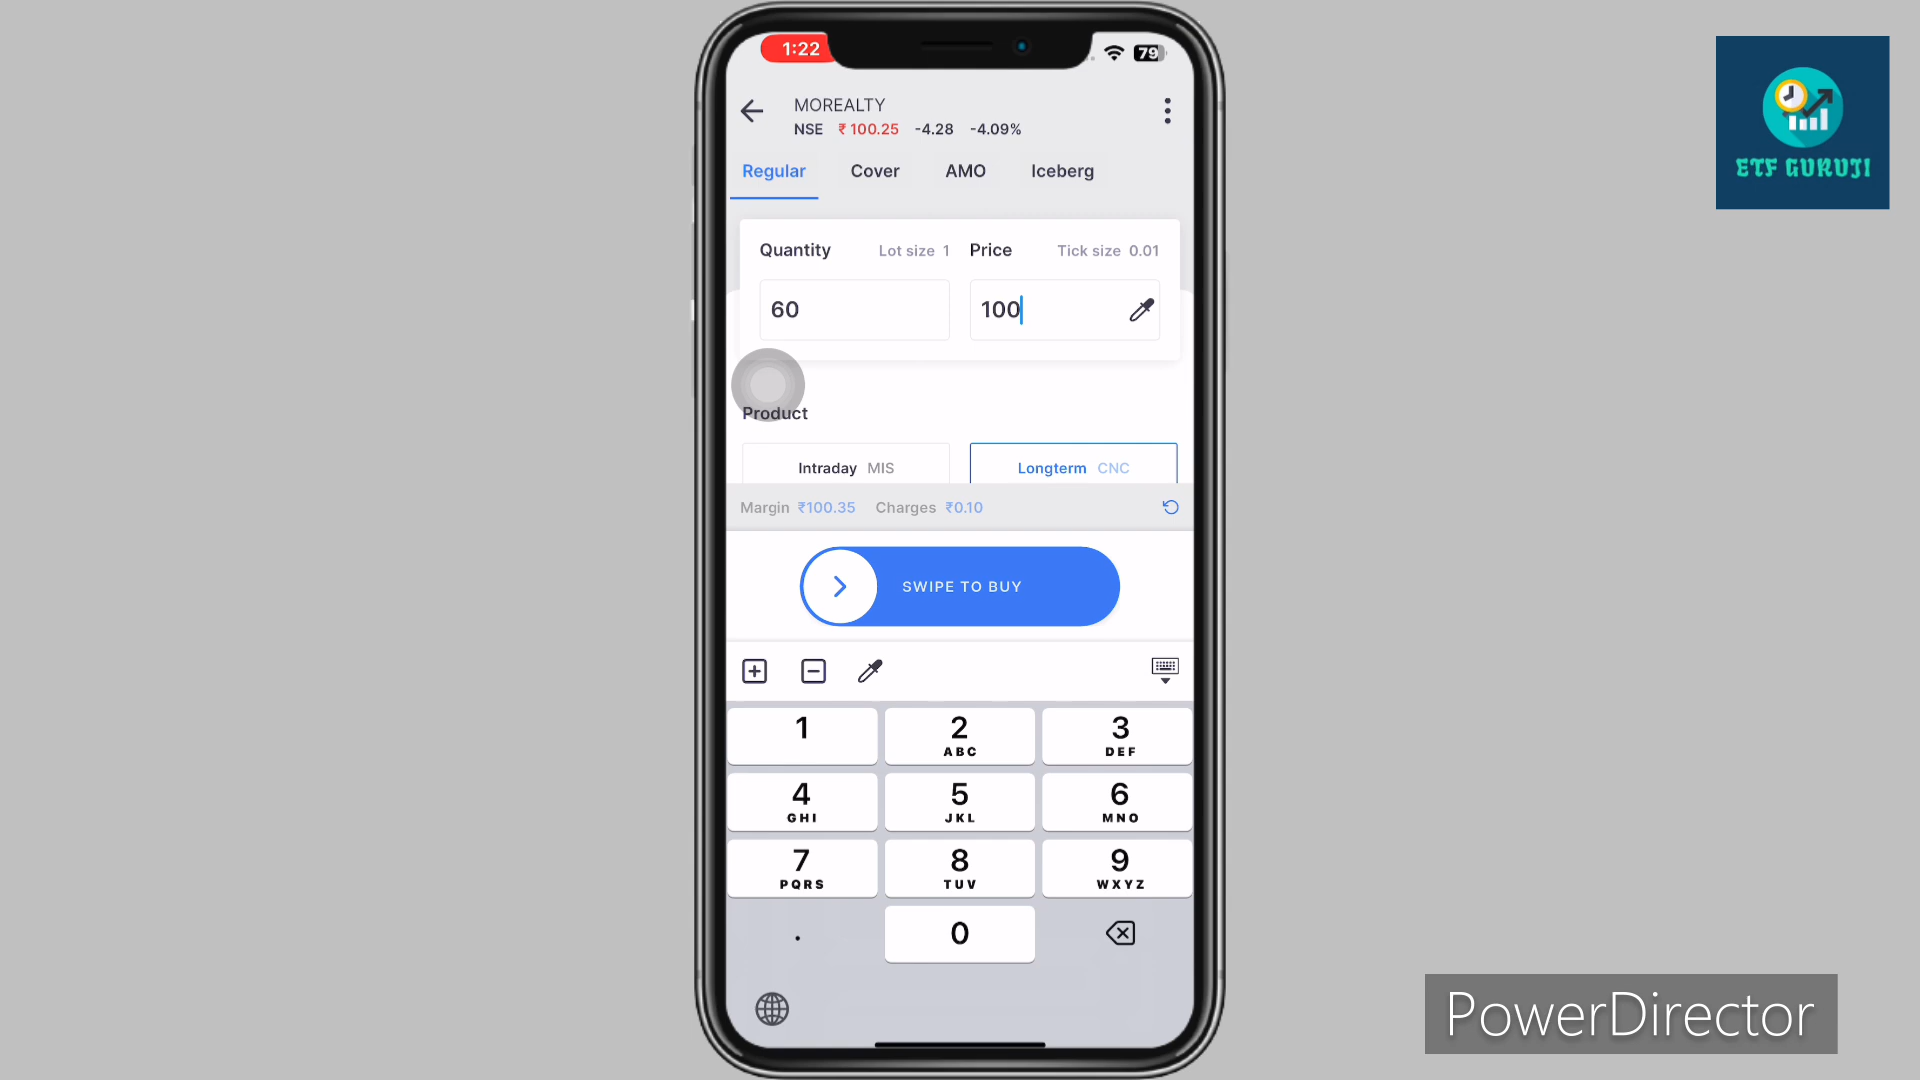 1:22
79
MOREALTY
NSE ₹ 100.25 -4.28 -4.09%
Regular Cover AMO Iceberg
Quantity Lot size 1 Price Tick size 0.01
60 100
Product
Intraday MIS Longterm CNC
Margin ₹100.35 Charges ₹0.10
SWIPE TO BUY
1 2 ABC 3 DEF
4 GHI 5 JKL 6 MNO
7 PQRS 8 TUV 9 WXYZ
. 0
ETF GURUJI
PowerDirector